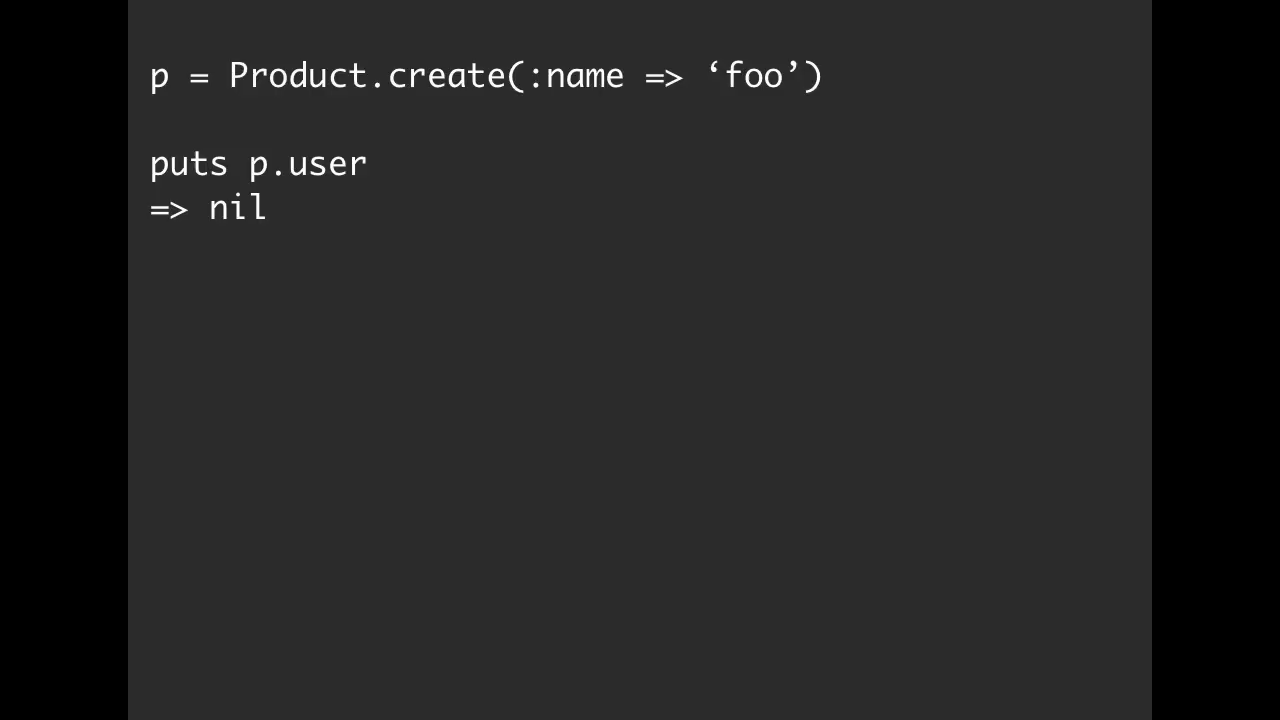 p = Product.create(:name => ‘foo’)
puts p.user
=> nil